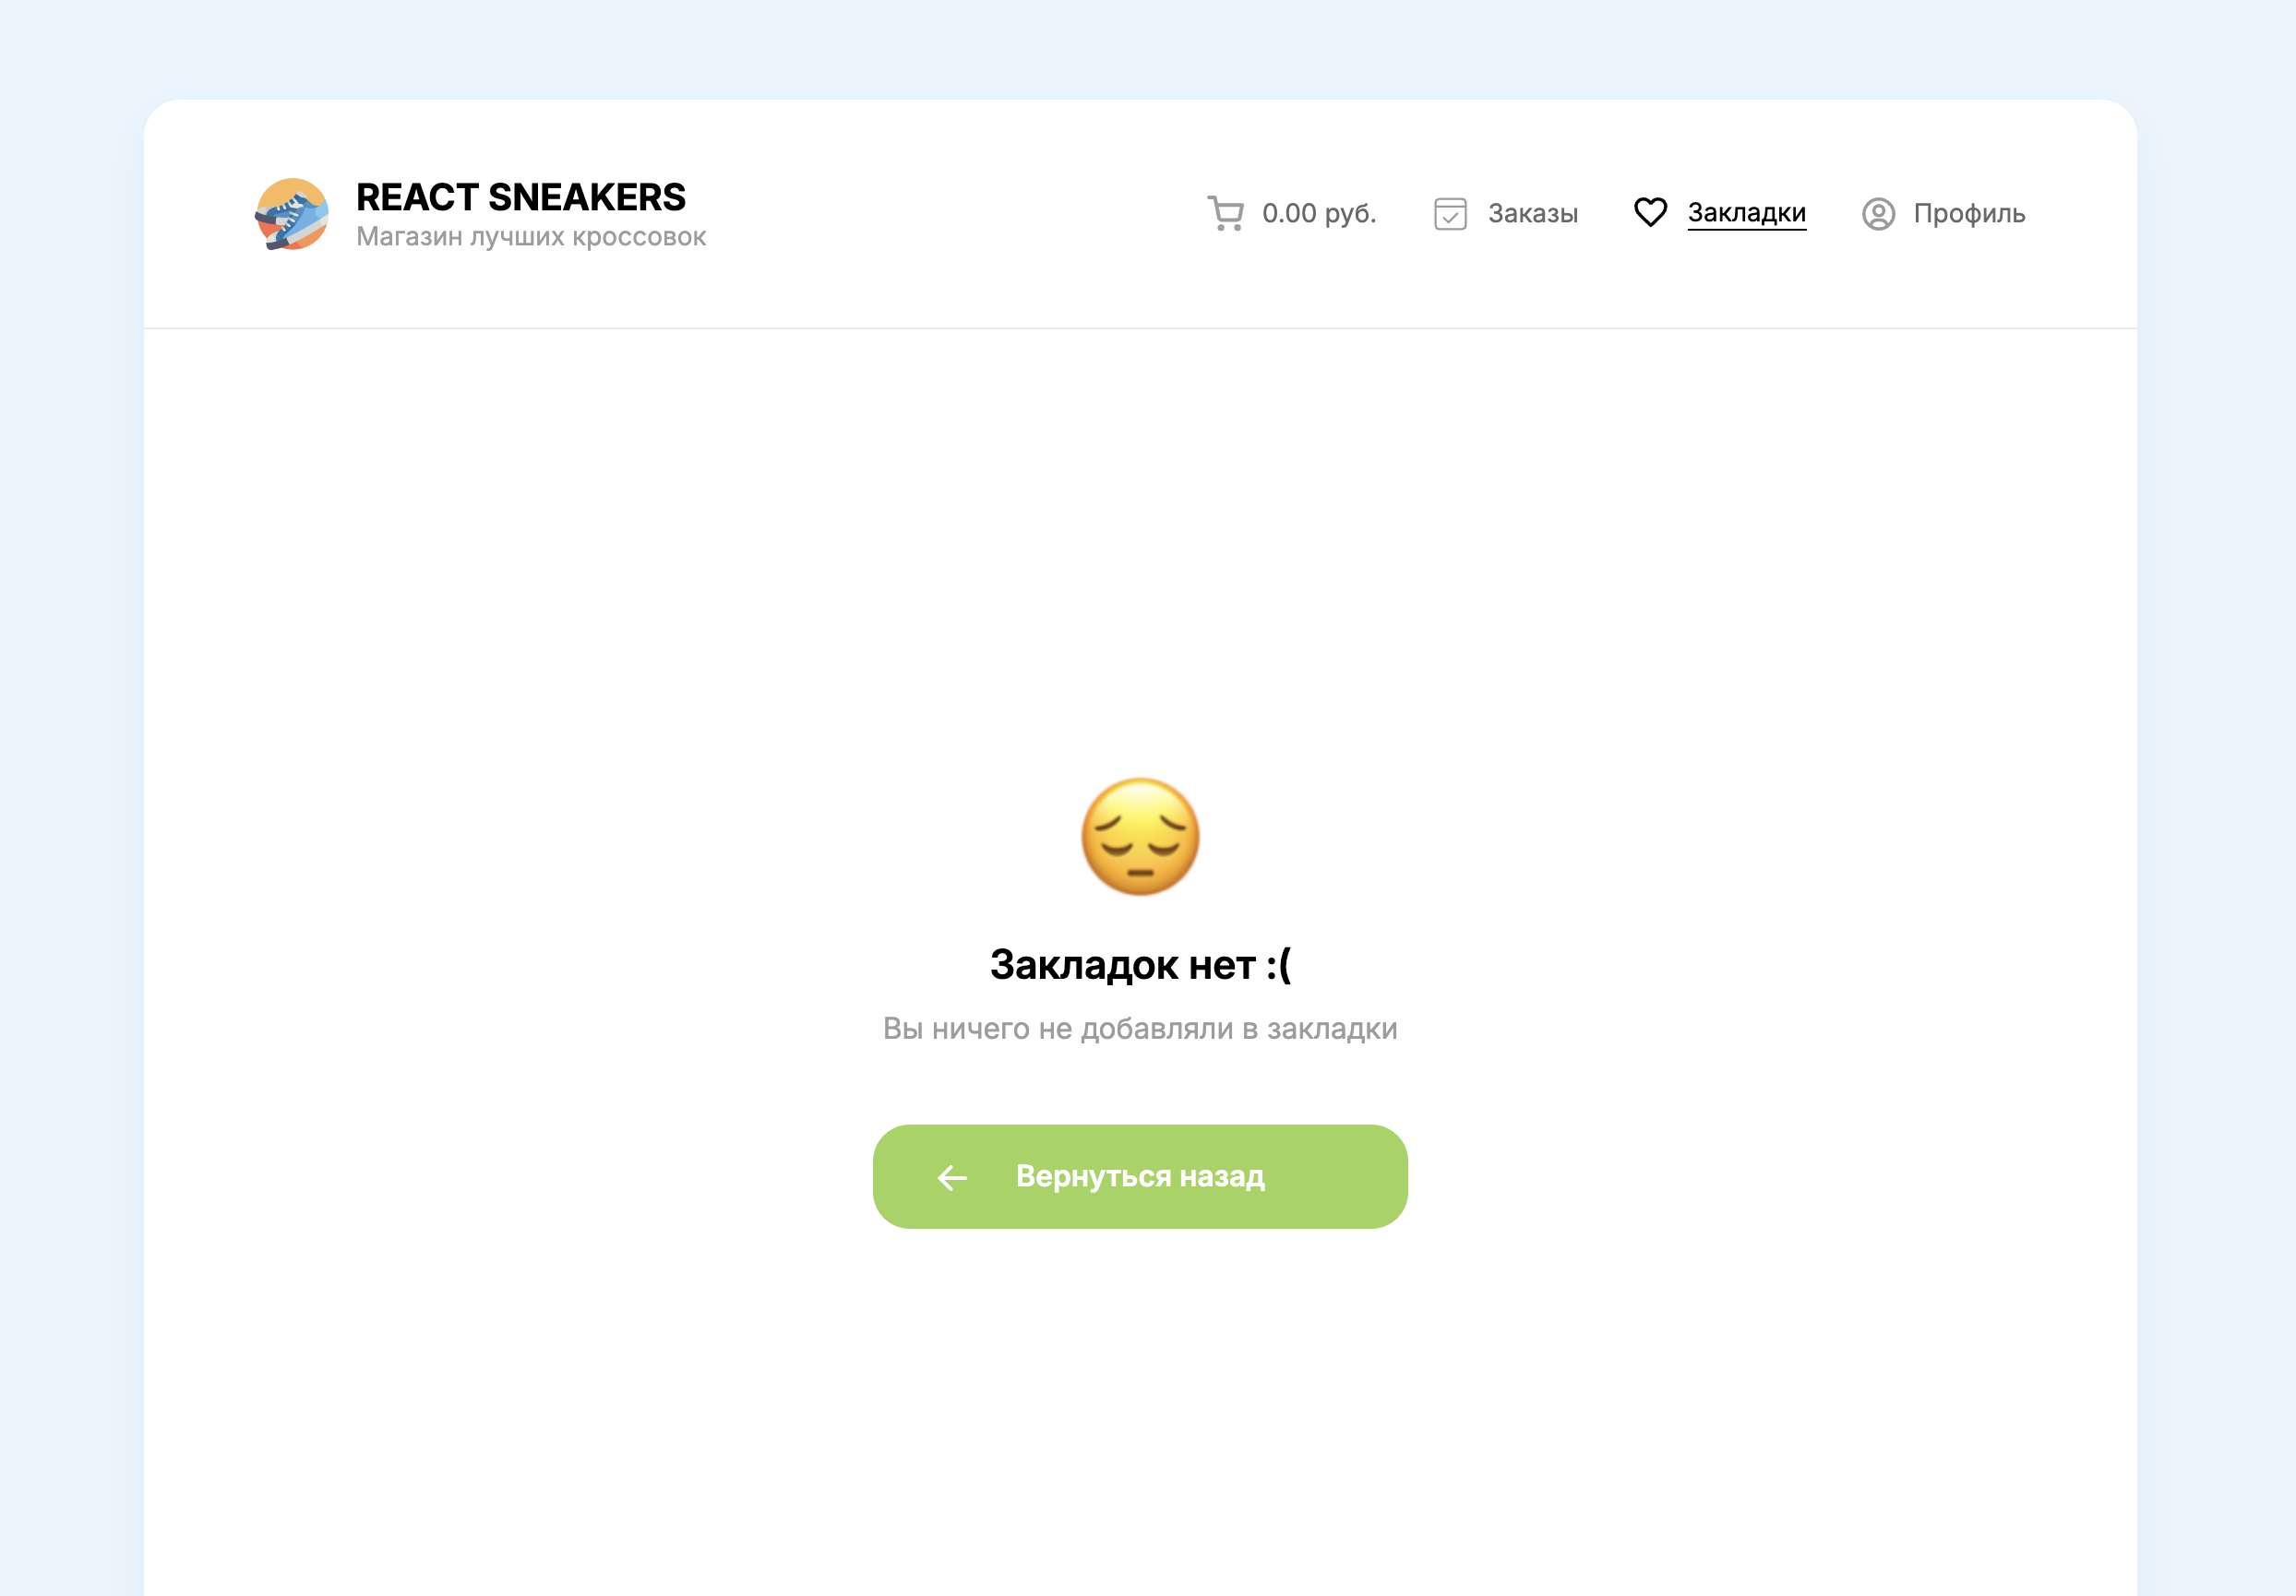 REACT SNEAKERS
Магазин лучших кроссовок
0.00 руб.
Заказы
Закладки
Профиль
Закладок нет :(
Вы ничего не добавляли в закладки
Вернуться назад